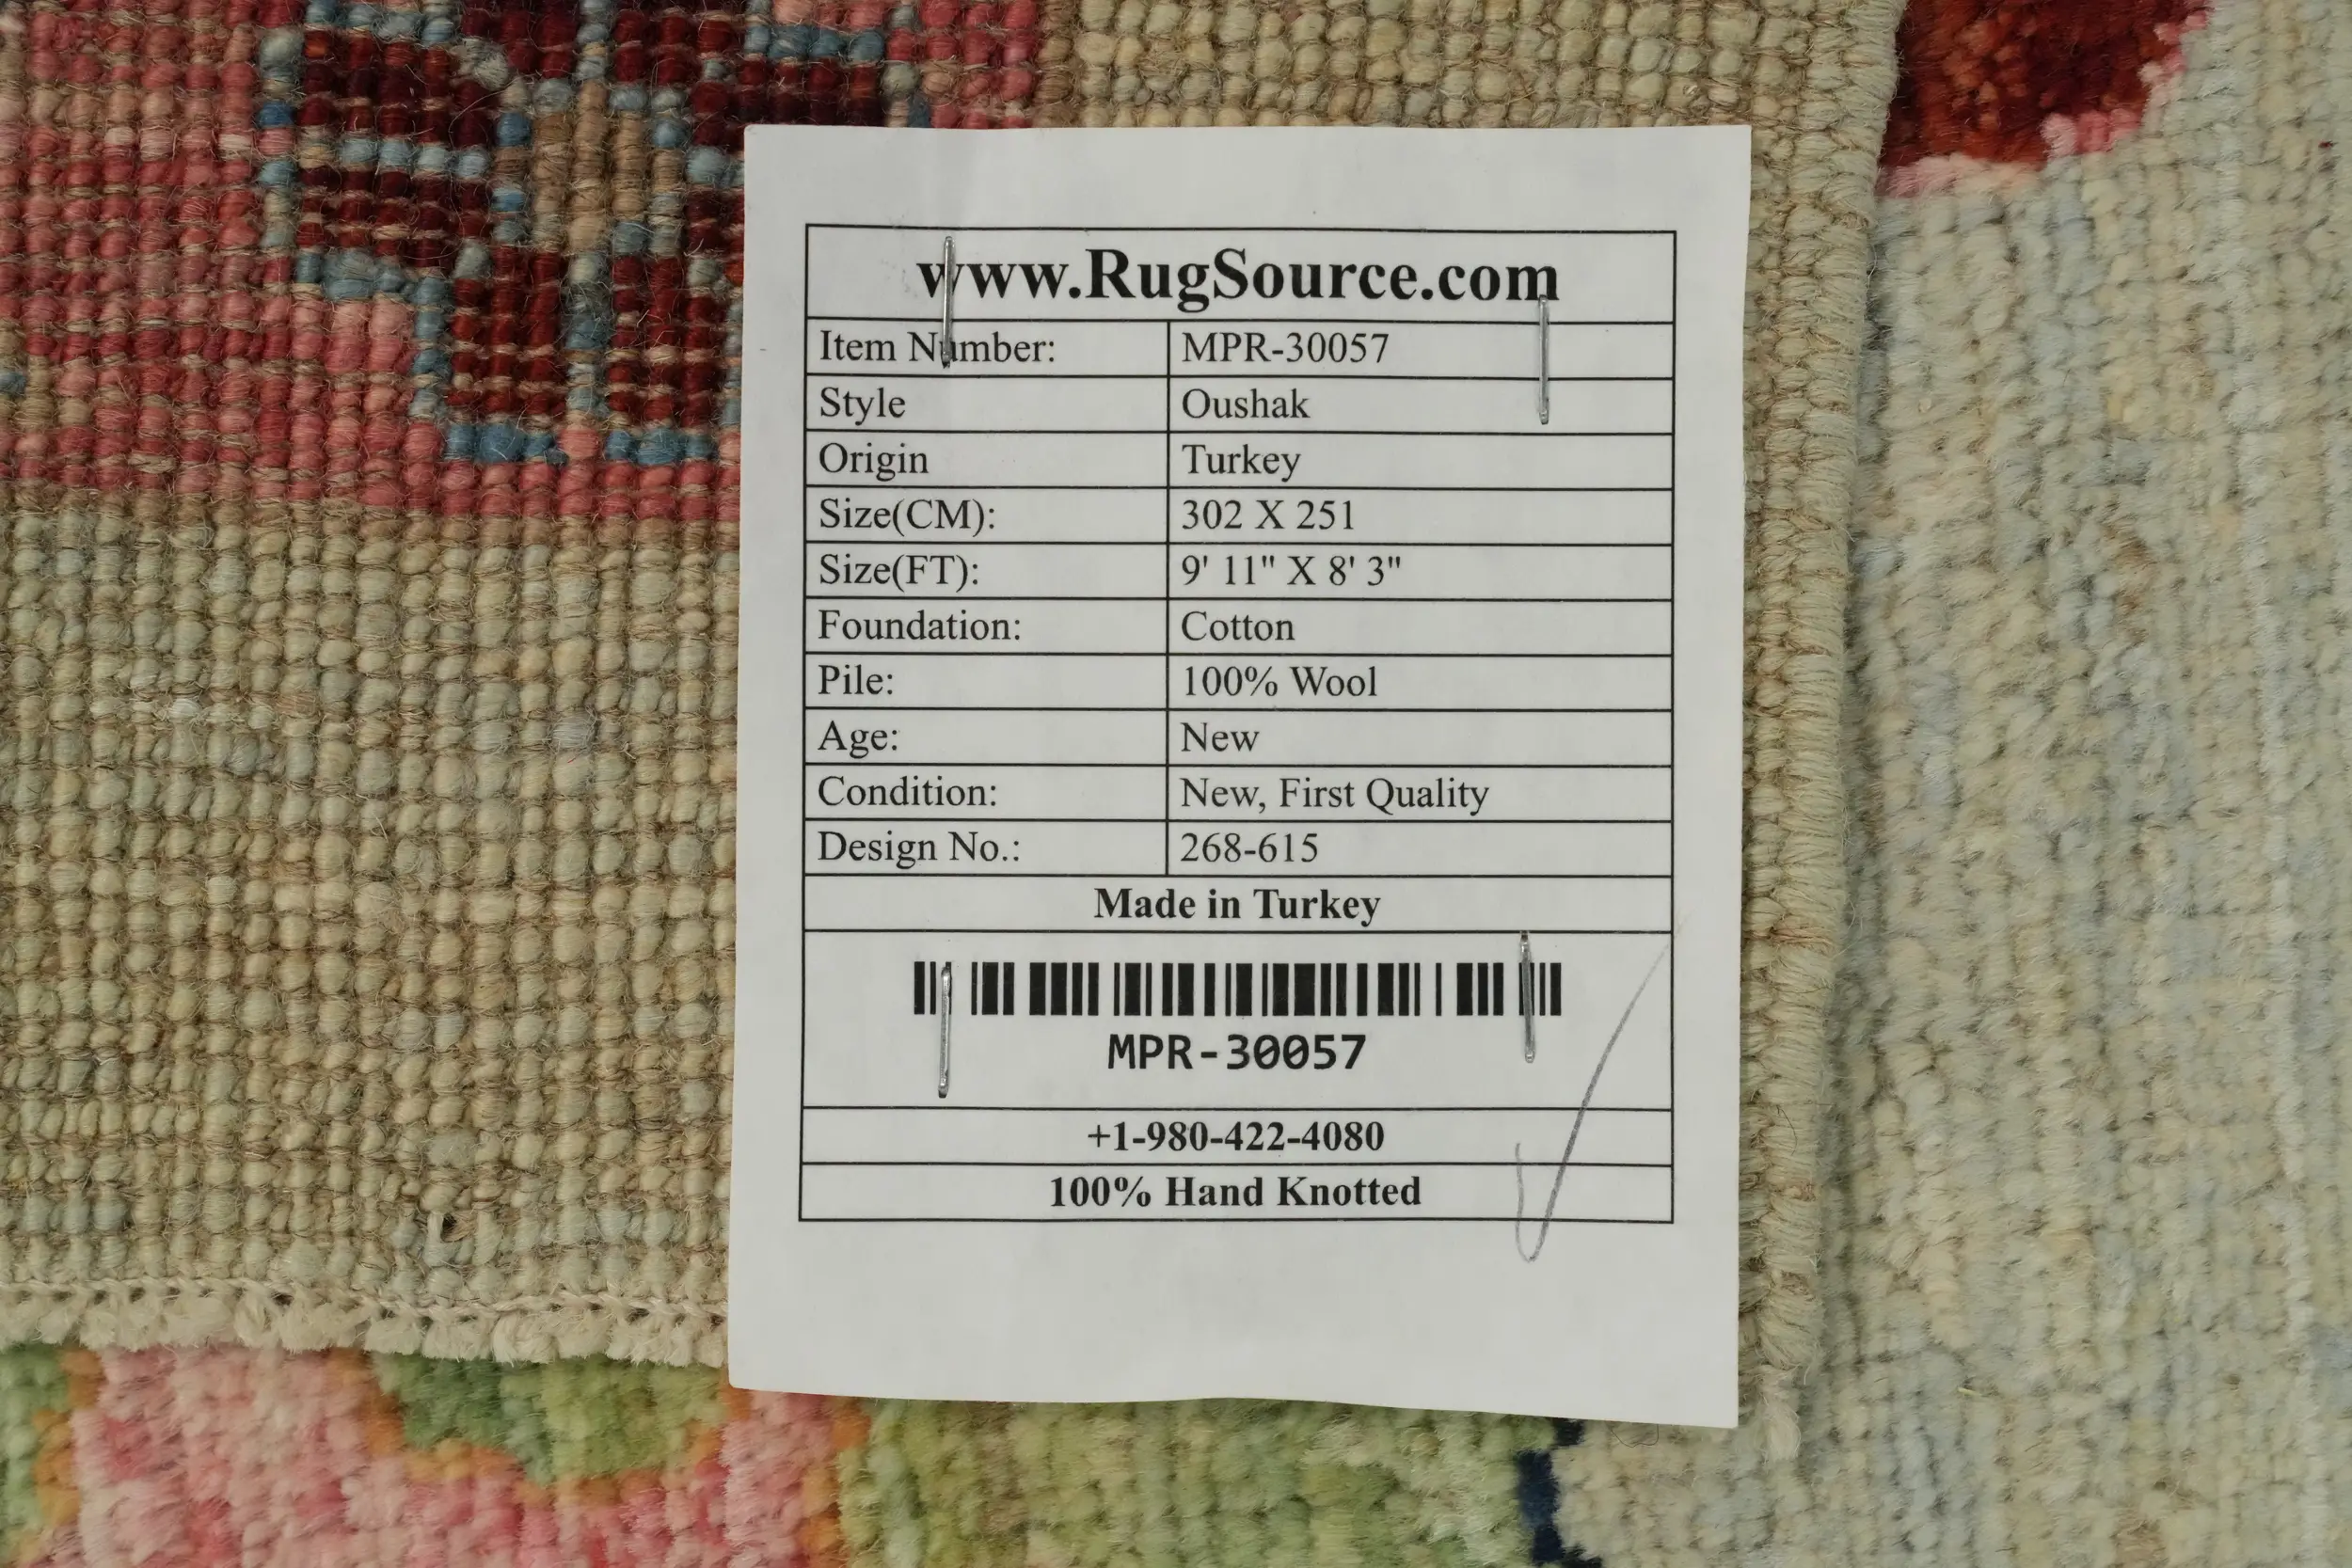 www.RugSource.com
Item Number: MPR-30057
Style Oushak
Origin Turkey
Size(CM): 302 X 251
Size(FT): 9' 11" X 8' 3"
Foundation: Cotton
Pile: 100% Wool
Age: New
Condition: New, First Quality
Design No.: 268-615
Made in Turkey
MPR-30057
+1-980-422-4080
100% Hand Knotted